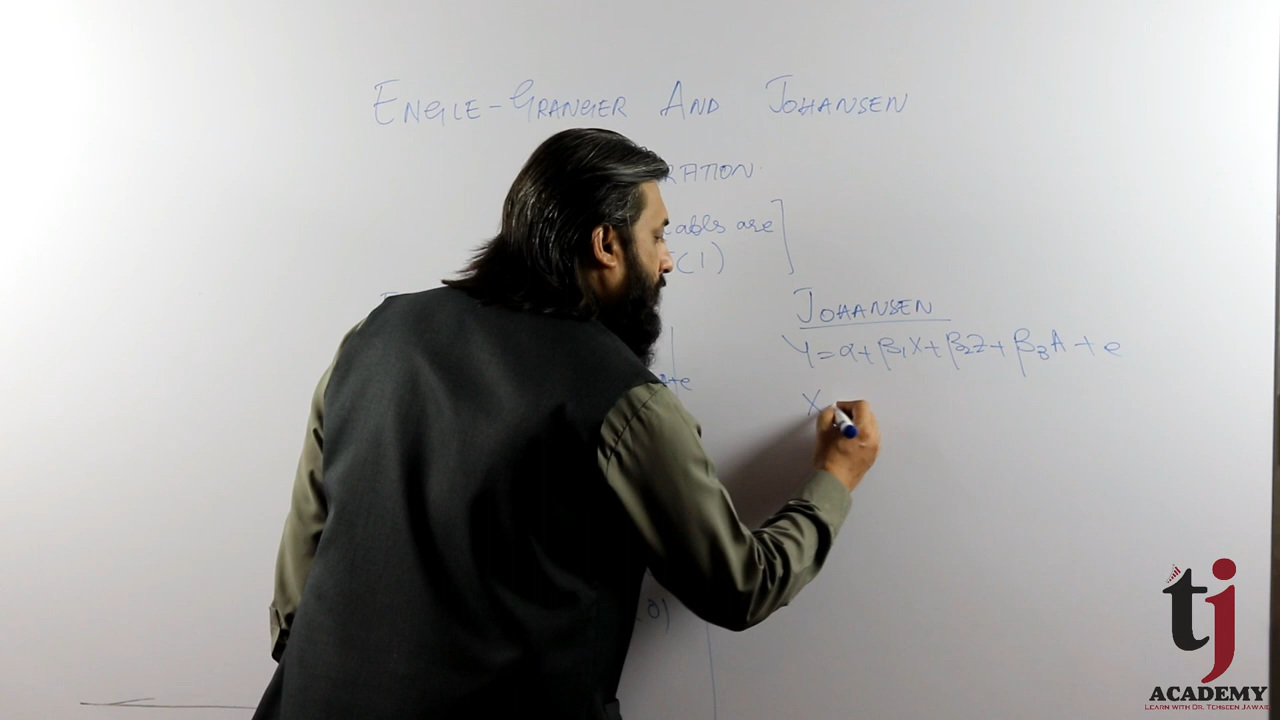 ENGLE-GRANGER AND JOHANSEN
RATION
ables are
(1)
JOHANSEN
Y=α+β₁X+β₂Z+β₃A+e
X
+e
0)
tj
ACADEMY
LEARN WITH DR. TEHSEEN JAWAID